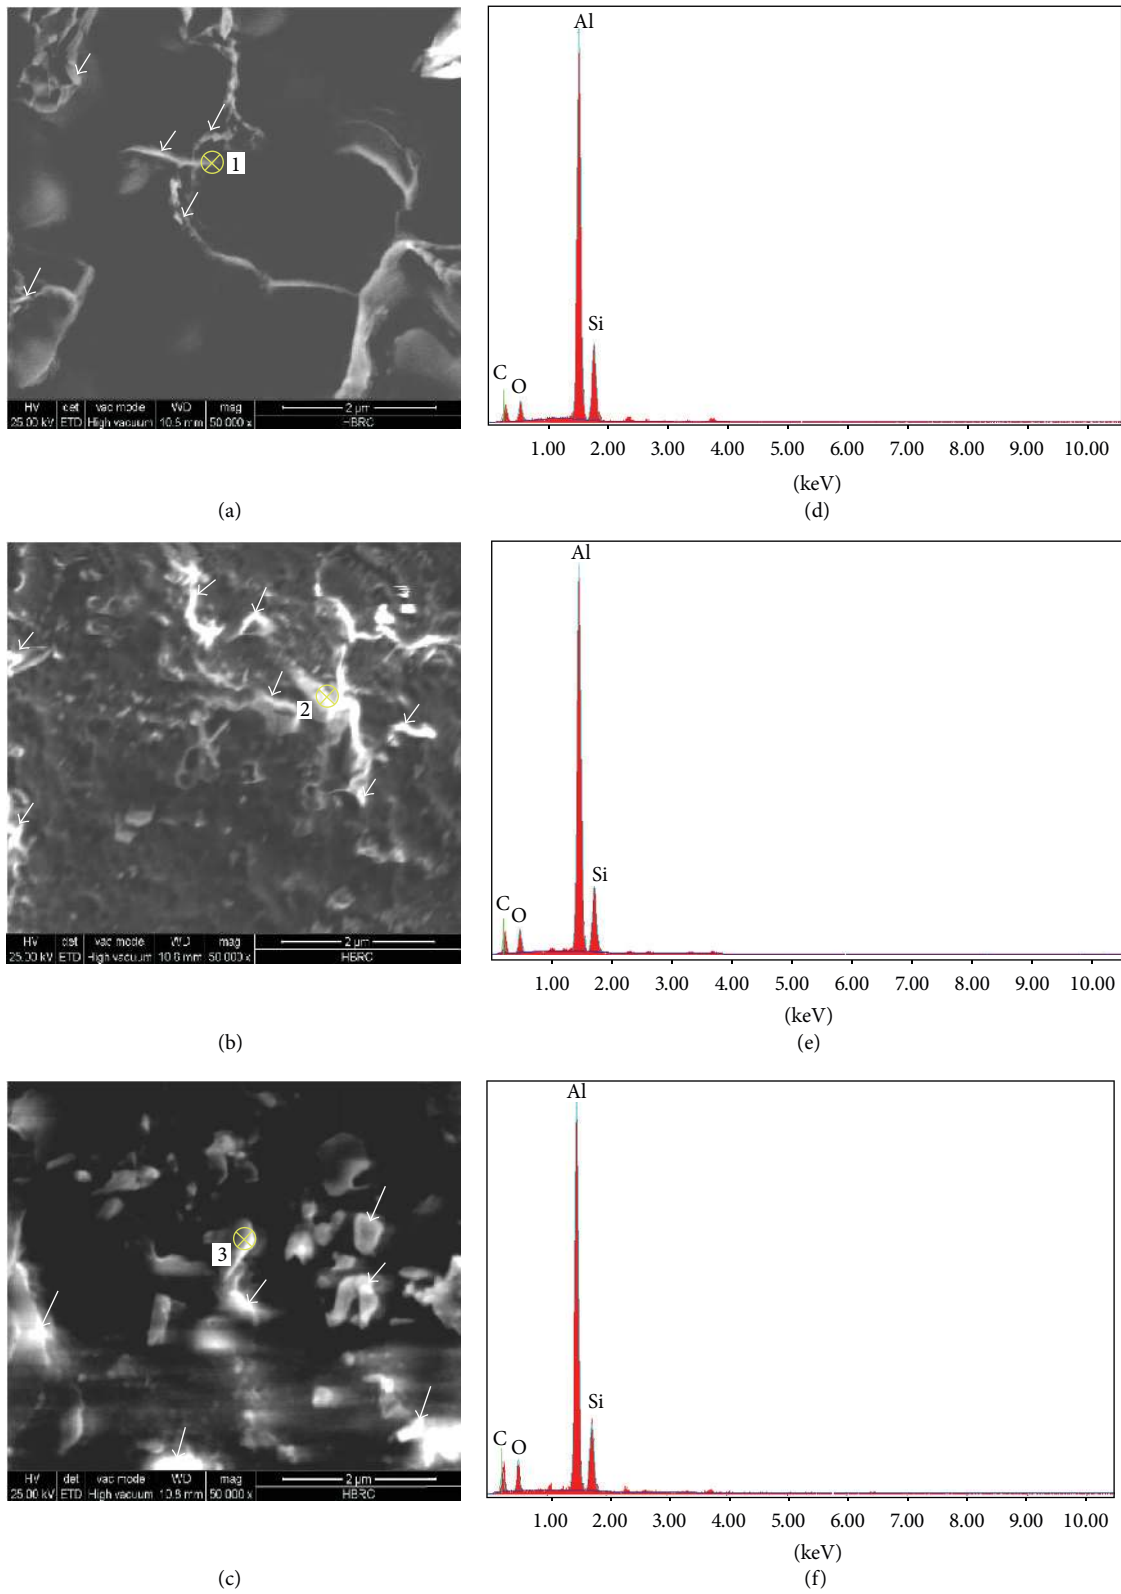 1
HV det vac mode WD mag 2 µm
25.00 kV ETD High vacuum 10.6 mm 50 000 x HBRC
(a)
Al
Si
C
O
1.00 2.00 3.00 4.00 5.00 6.00 7.00 8.00 9.00 10.00
(keV)
(d)
2
HV det vac mode WD mag 2 µm
25.00 kV ETD High vacuum 10.6 mm 50 000 x HBRC
(b)
Al
Si
C
O
1.00 2.00 3.00 4.00 5.00 6.00 7.00 8.00 9.00 10.00
(keV)
(e)
3
HV det vac mode WD mag 2 µm
25.00 kV ETD High vacuum 10.8 mm 50 000 x HBRC
(c)
Al
Si
C
O
1.00 2.00 3.00 4.00 5.00 6.00 7.00 8.00 9.00 10.00
(keV)
(f)